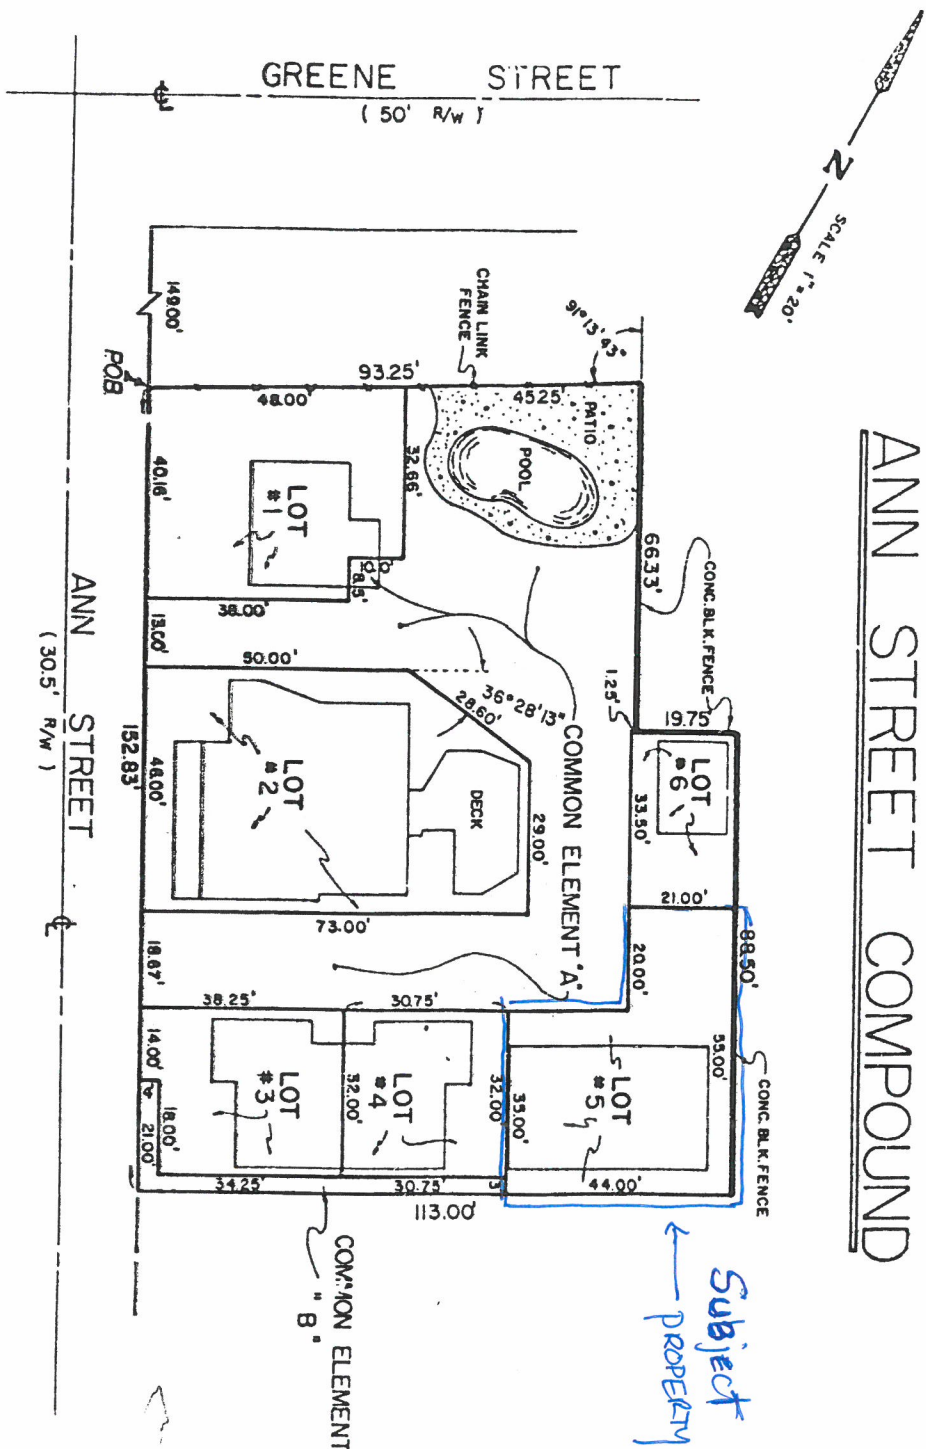 ANN STREET COMPOUND
GREENE STREET
( 50' R/W )
N
SCALE 1"=20'
149.00'
P.O.B.
CHAIN LINK
FENCE
91°13'43"
93.25'
48.00'
45.25'
PATIO
POOL
32.66'
40.16'
LOT
#1
8.15'
38.00'
13.00'
66.33'
CONC. BLK. FENCE
1.25'
19.75'
50.00'
36°28'13"
28.60'
COMMON ELEMENT "A"
LOT
#6
33.50'
21.00'
LOT
#2
DECK
29.00'
46.00'
152.83'
ANN STREET
( 30.5' R/W )
73.00'
20.00'
88.50'
55.00'
CONC. BLK. FENCE
18.67'
38.25'
30.75'
14.00'
LOT
#3
32.00'
LOT
#4
32.00'
35.00'
LOT
#5
18.00'
21.00'
34.25'
30.75'
3
44.00'
113.00'
COMMON ELEMENT
"B"
Subject
PROPERTY